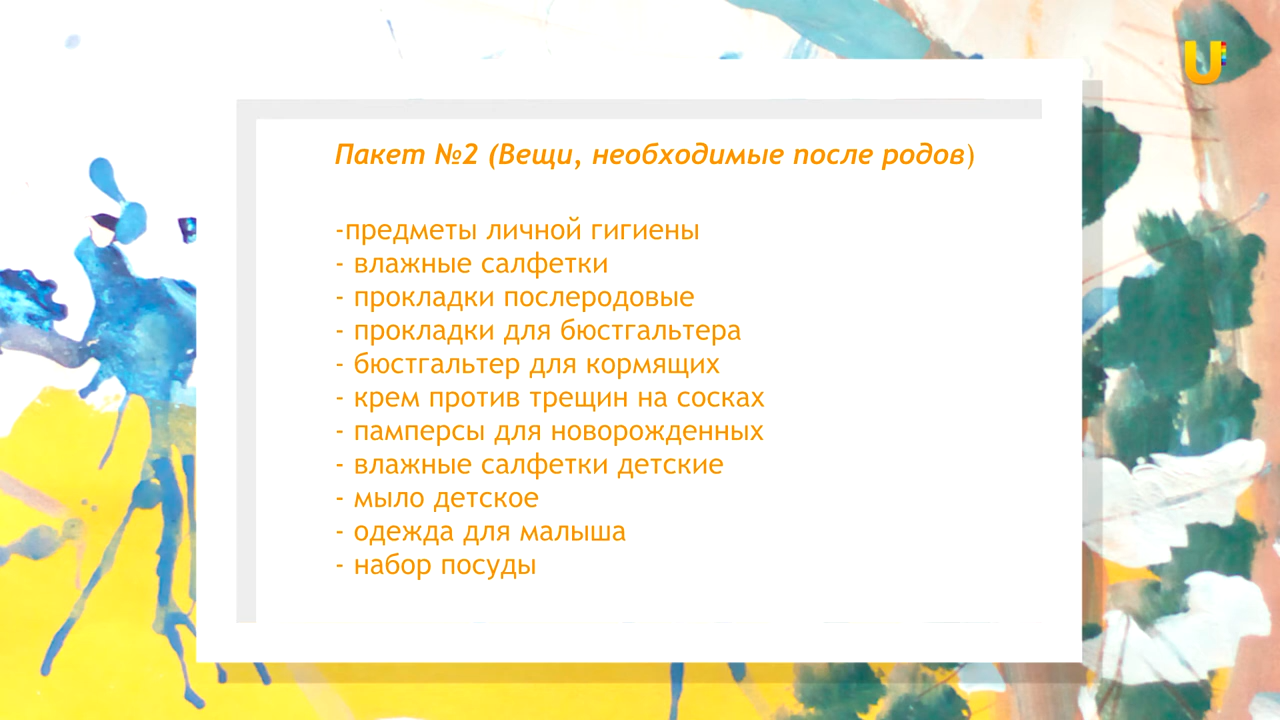 U
Пакет №2 (Вещи, необходимые после родов)
-предметы личной гигиены
- влажные салфетки
- прокладки послеродовые
- прокладки для бюстгальтера
- бюстгальтер для кормящих
- крем против трещин на сосках
- памперсы для новорожденных
- влажные салфетки детские
- мыло детское
- одежда для малыша
- набор посуды